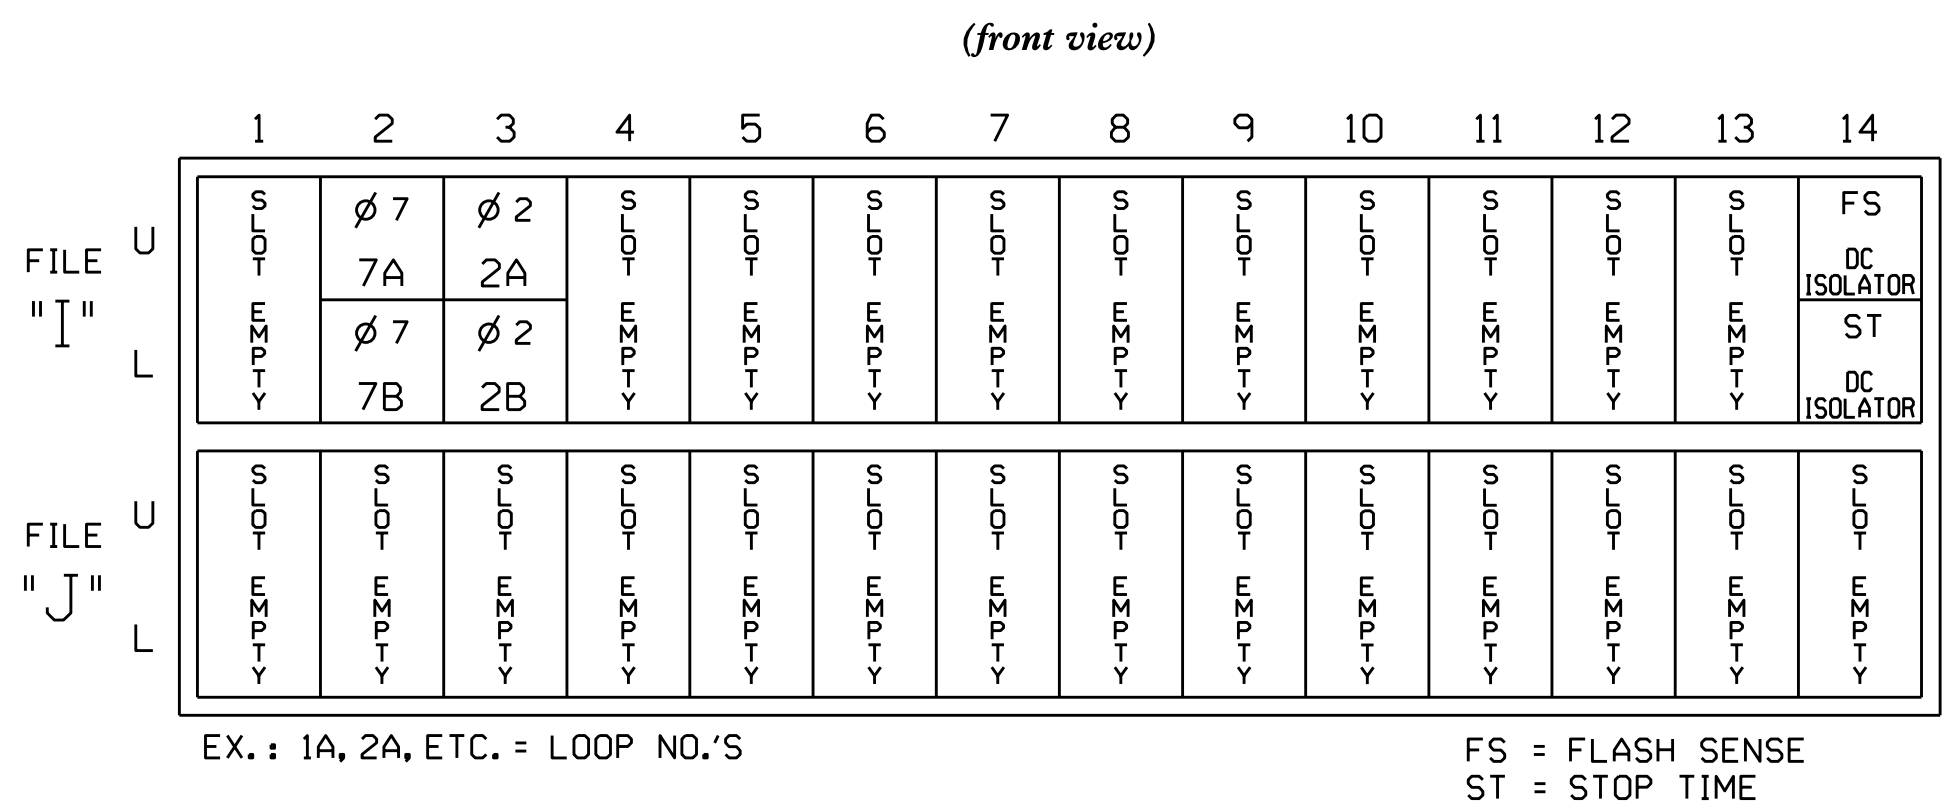 (front view)
1 2 3 4 5 6 7 8 9 10 11 12 13 14
FILE "I"
U
L
SLOT EMPTY
Ø 7
7A
Ø 7
7B
Ø 2
2A
Ø 2
2B
SLOT EMPTY
SLOT EMPTY
SLOT EMPTY
SLOT EMPTY
SLOT EMPTY
SLOT EMPTY
SLOT EMPTY
SLOT EMPTY
SLOT EMPTY
SLOT EMPTY
FS
DC
ISOLATOR
ST
DC
ISOLATOR
FILE "J"
U
L
SLOT EMPTY
SLOT EMPTY
SLOT EMPTY
SLOT EMPTY
SLOT EMPTY
SLOT EMPTY
SLOT EMPTY
SLOT EMPTY
SLOT EMPTY
SLOT EMPTY
SLOT EMPTY
SLOT EMPTY
SLOT EMPTY
SLOT EMPTY
EX.: 1A, 2A, ETC. = LOOP NO.'S
FS = FLASH SENSE
ST = STOP TIME